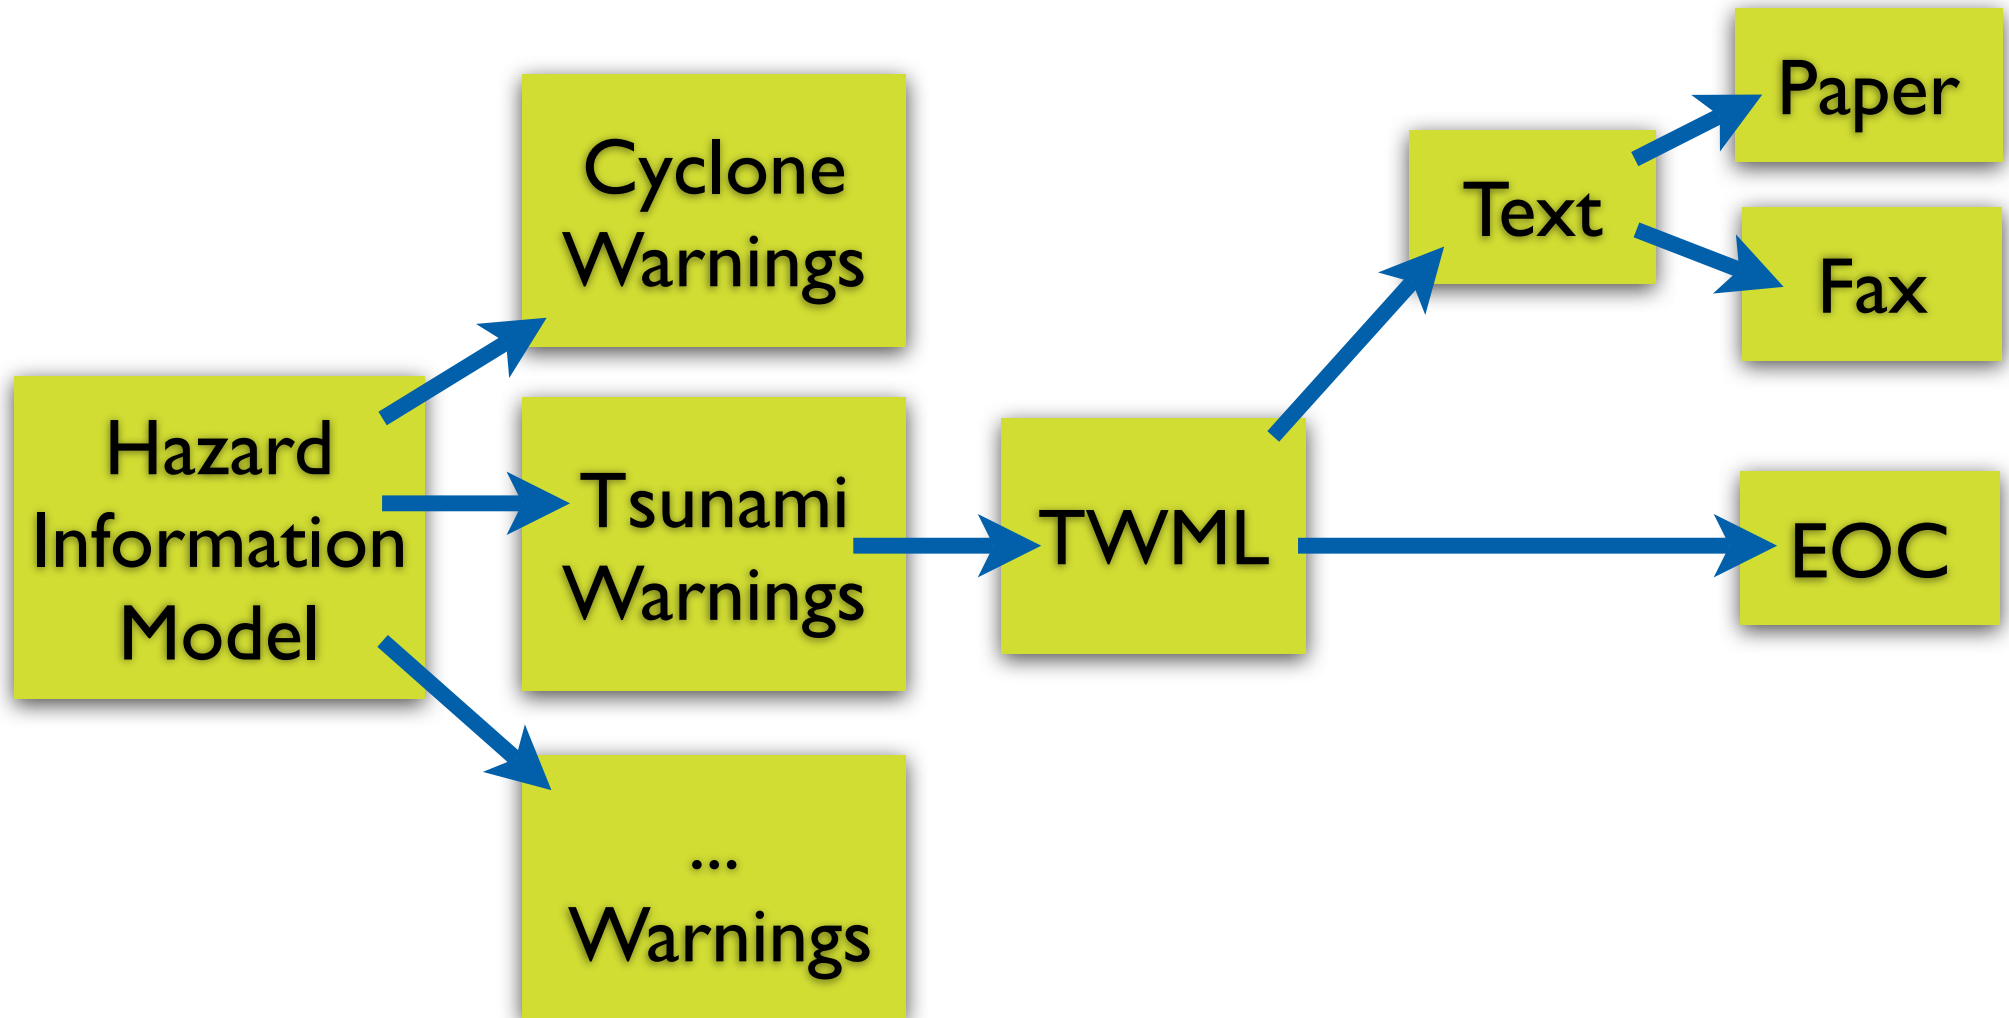 Hazard
Information
Model
Cyclone
Warnings
Tsunami
Warnings
...
Warnings
TWML
Text
Paper
Fax
EOC